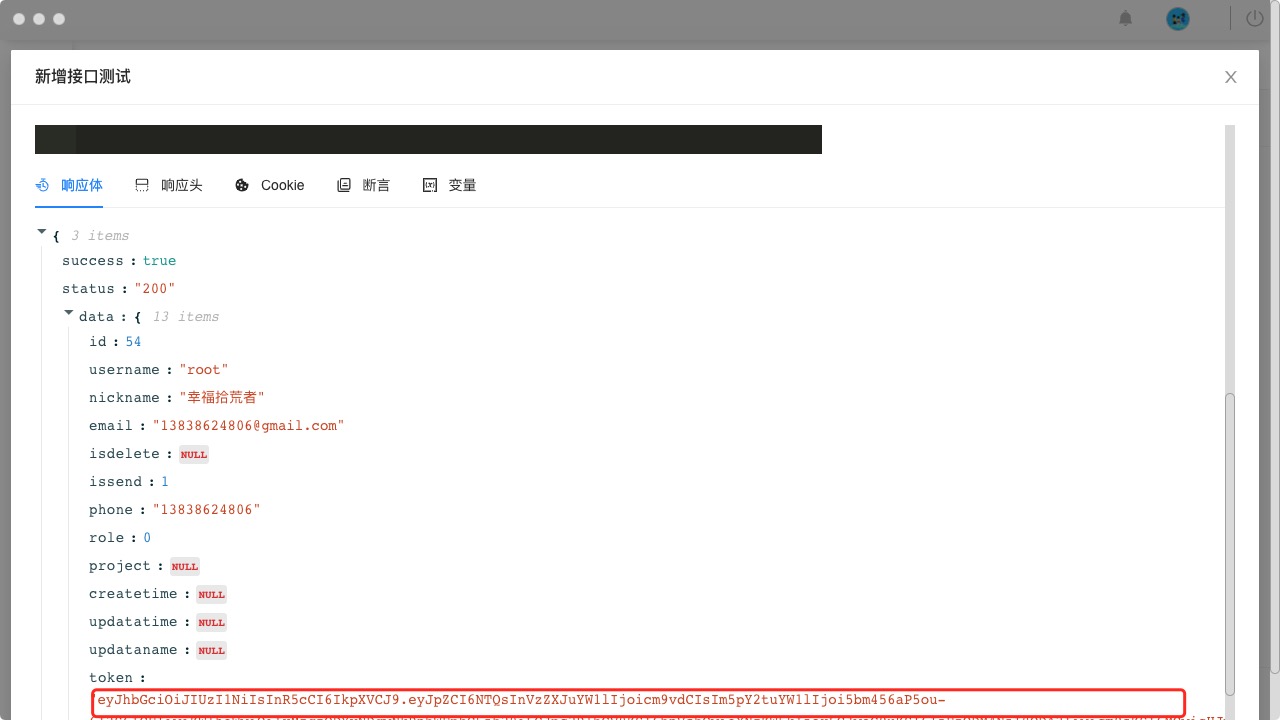 新增接口测试
响应体 响应头 Cookie 断言 变量
{ 3 items
success : true
status : "200"
data : { 13 items
id : 54
username : "root"
nickname : "幸福拾荒者"
email : "13838624806@gmail.com"
isdelete : NULL
issend : 1
phone : "13838624806"
role : 0
project : NULL
createtime : NULL
updatatime : NULL
updataname : NULL
token :
"eyJhbGciOiJIUzI1NiIsInR5cCI6IkpXVCJ9.eyJpZCI6NTQsInVzZXJuYW1lIjoicm9vdCIsIm5pY2tuYW1lIjoi5bm456aP5ou-